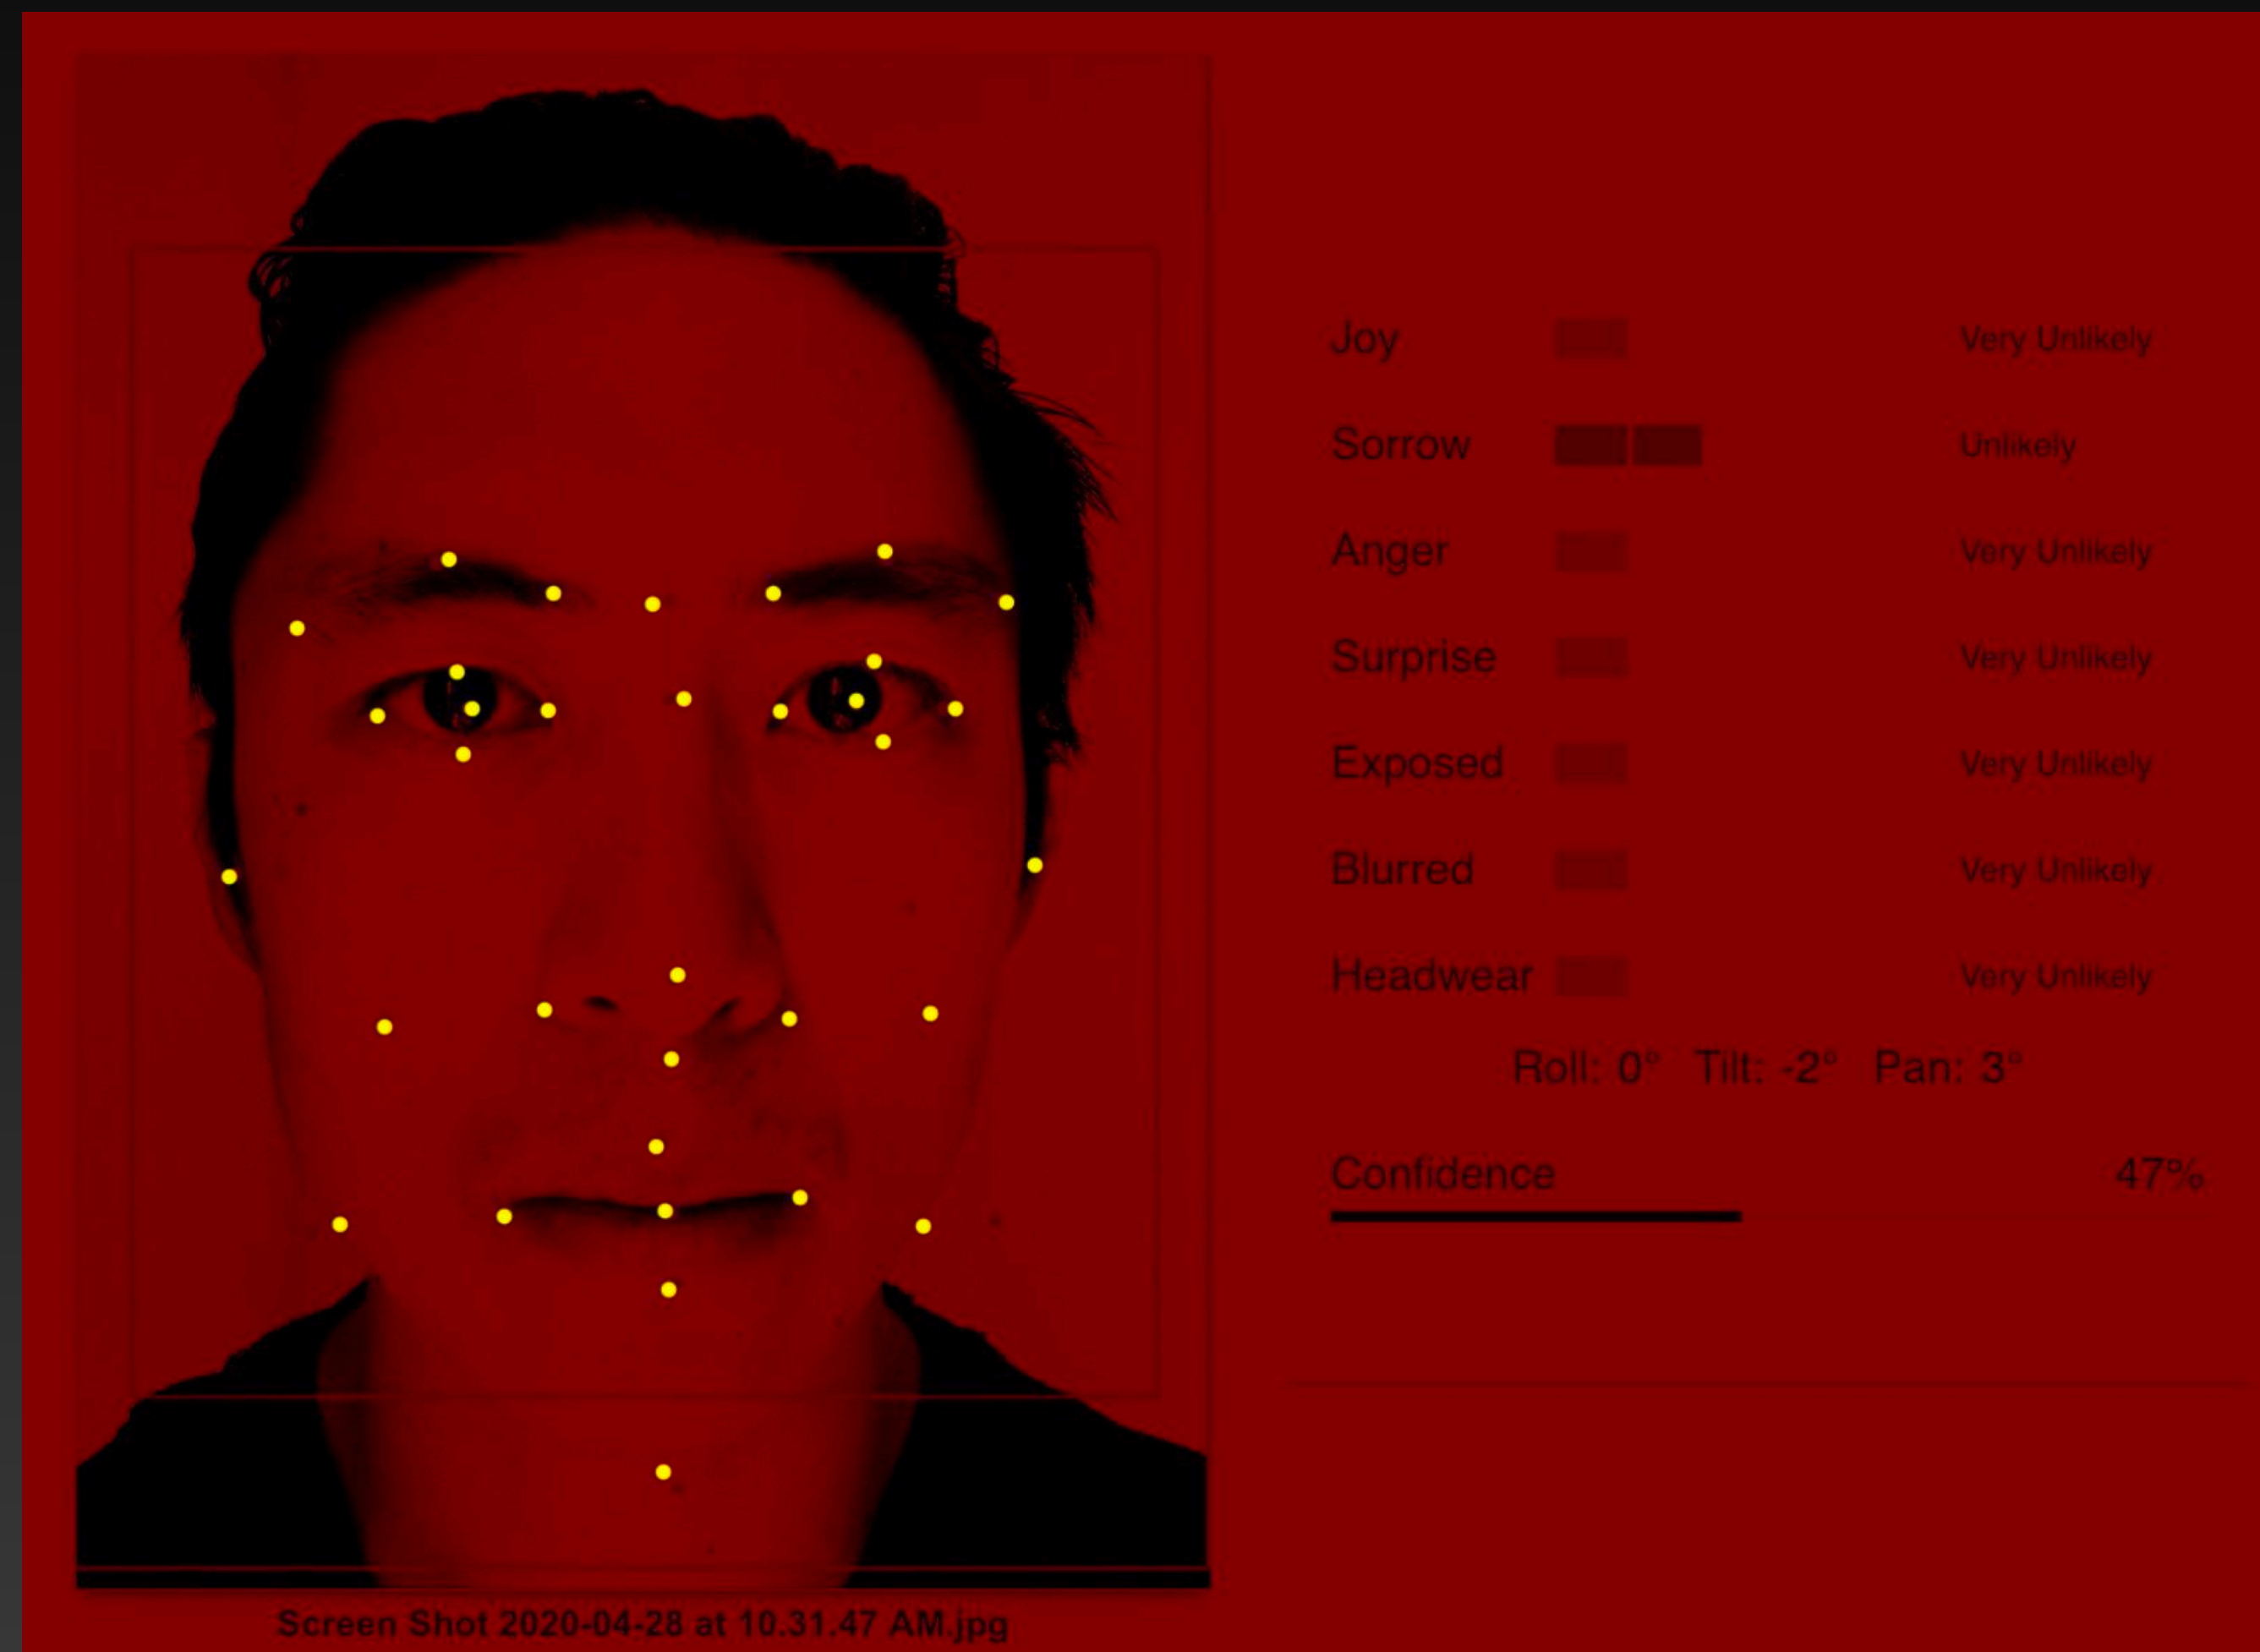 Joy Very Unlikely
Sorrow Unlikely
Anger Very Unlikely
Surprise Very Unlikely
Exposed Very Unlikely
Blurred Very Unlikely
Headwear Very Unlikely
Roll: 0° Tilt: -2° Pan: 3°
Confidence 47%
Screen Shot 2020-04-28 at 10.31.47 AM.jpg